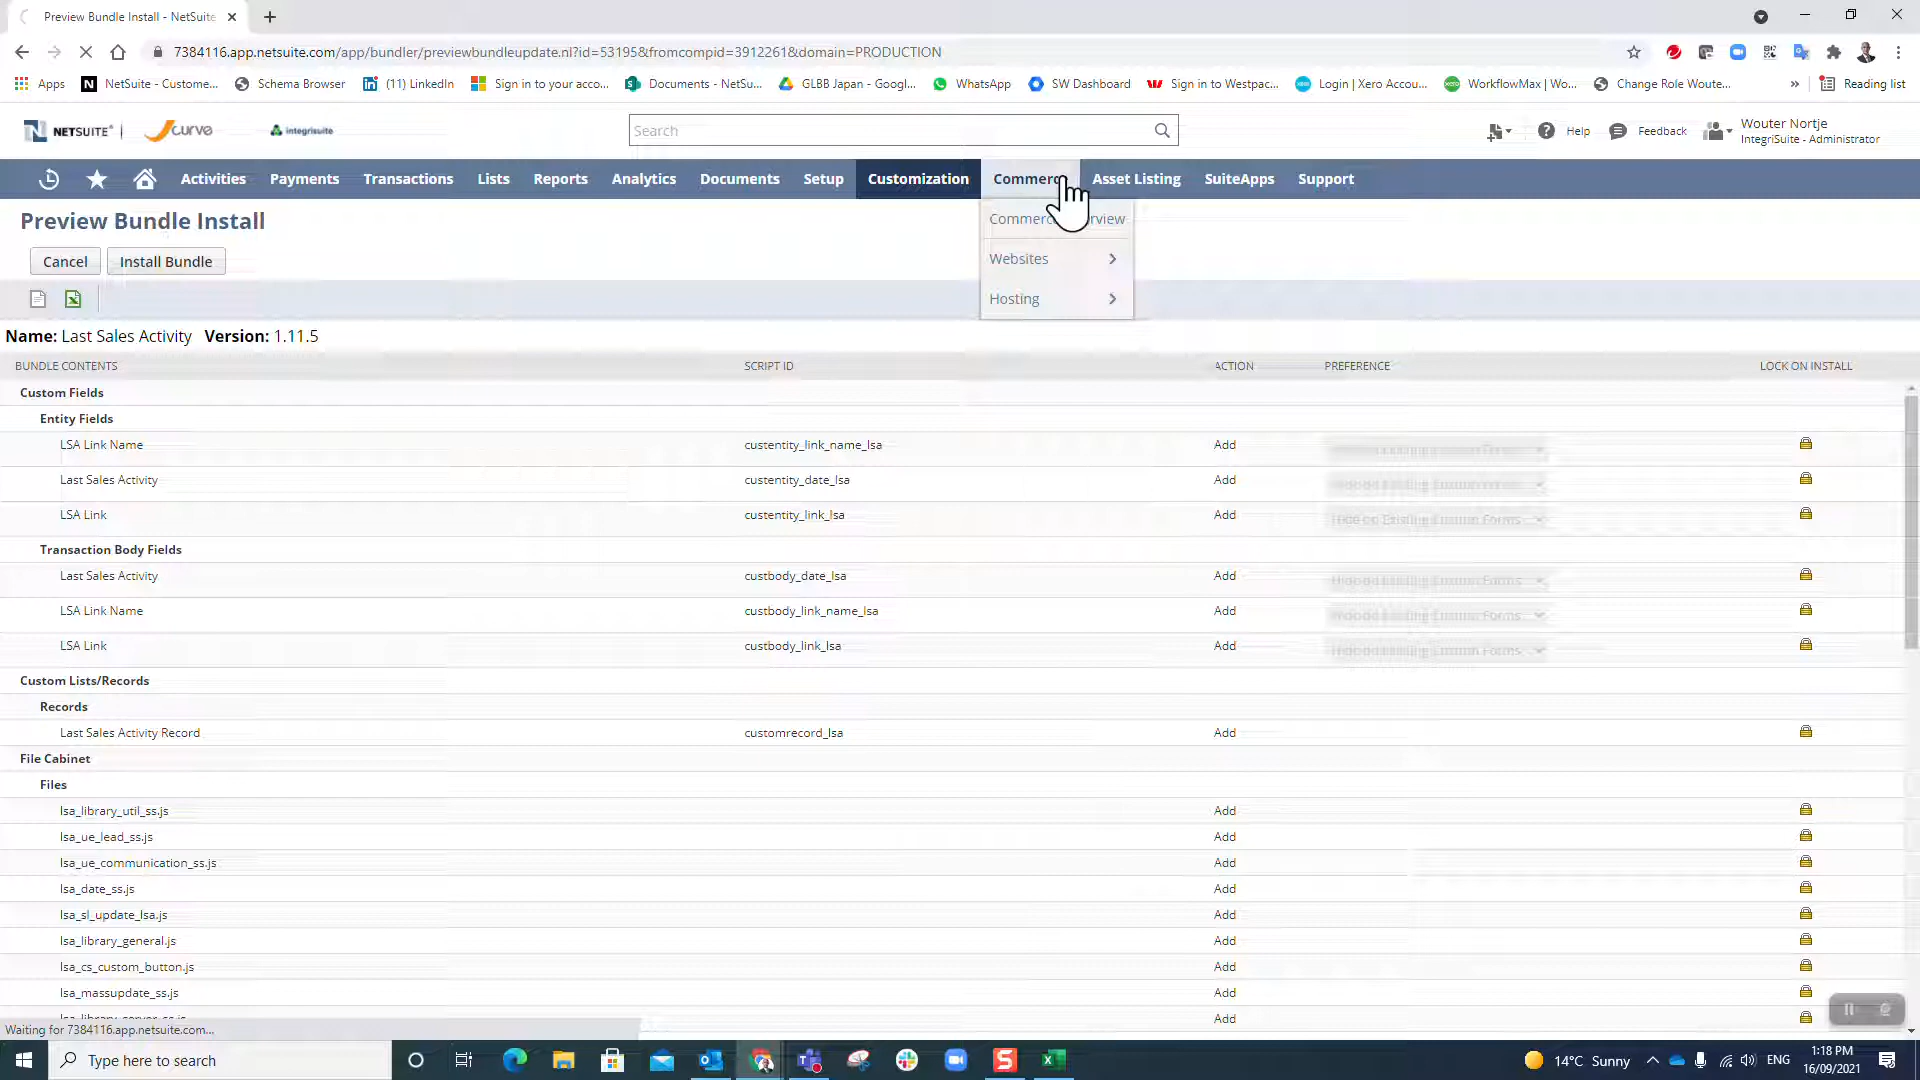 Preview Bundle Install - NetSuite
7384116.app.netsuite.com/app/bundler/previewbundleupdate.nl?id=53195&fromcompid=3912261&domain=PRODUCTION
Apps NetSuite - Custome... Schema Browser (11) LinkedIn Sign in to your acco... Documents - NetSu... GLBB Japan - Googl... WhatsApp SW Dashboard Sign in to Westpac... Login | Xero Accou... WorkflowMax | Wo... Change Role Woute... » Reading list
NETSUITE curve integrisuite Search Help Feedback Wouter Nortje
IntegriSuite - Administrator
Activities Payments Transactions Lists Reports Analytics Documents Setup Customization Commerc Asset Listing SuiteApps Support
Preview Bundle Install
Websites
Hosting
Cancel Install Bundle
Name: Last Sales Activity Version: 1.11.5
BUNDLE CONTENTS SCRIPT ID ACTION PREFERENCE LOCK ON INSTALL
Custom Fields
Entity Fields
LSA Link Name custentity_link_name_lsa Add
Last Sales Activity custentity_date_lsa Add
LSA Link custentity_link_lsa Add Hide on Existing Custom Forms
Transaction Body Fields
Last Sales Activity custbody_date_lsa Add
LSA Link Name custbody_link_name_lsa Add
LSA Link custbody_link_lsa Add
Custom Lists/Records
Records
Last Sales Activity Record customrecord_lsa Add
File Cabinet
Files
lsa_library_util_ss.js Add
lsa_ue_lead_ss.js Add
lsa_ue_communication_ss.js Add
lsa_date_ss.js Add
lsa_sl_update_lsa.js Add
lsa_library_general.js Add
lsa_cs_custom_button.js Add
lsa_massupdate_ss.js Add
Add
Waiting for 7384116.app.netsuite.com...
Type here to search 14°C Sunny ENG 1:18 PM
16/09/2021